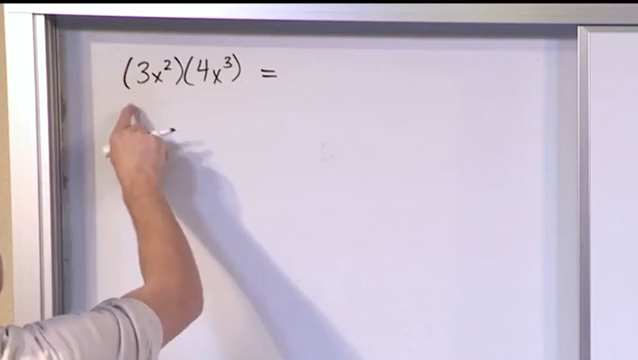 (3x²)(4x³) =